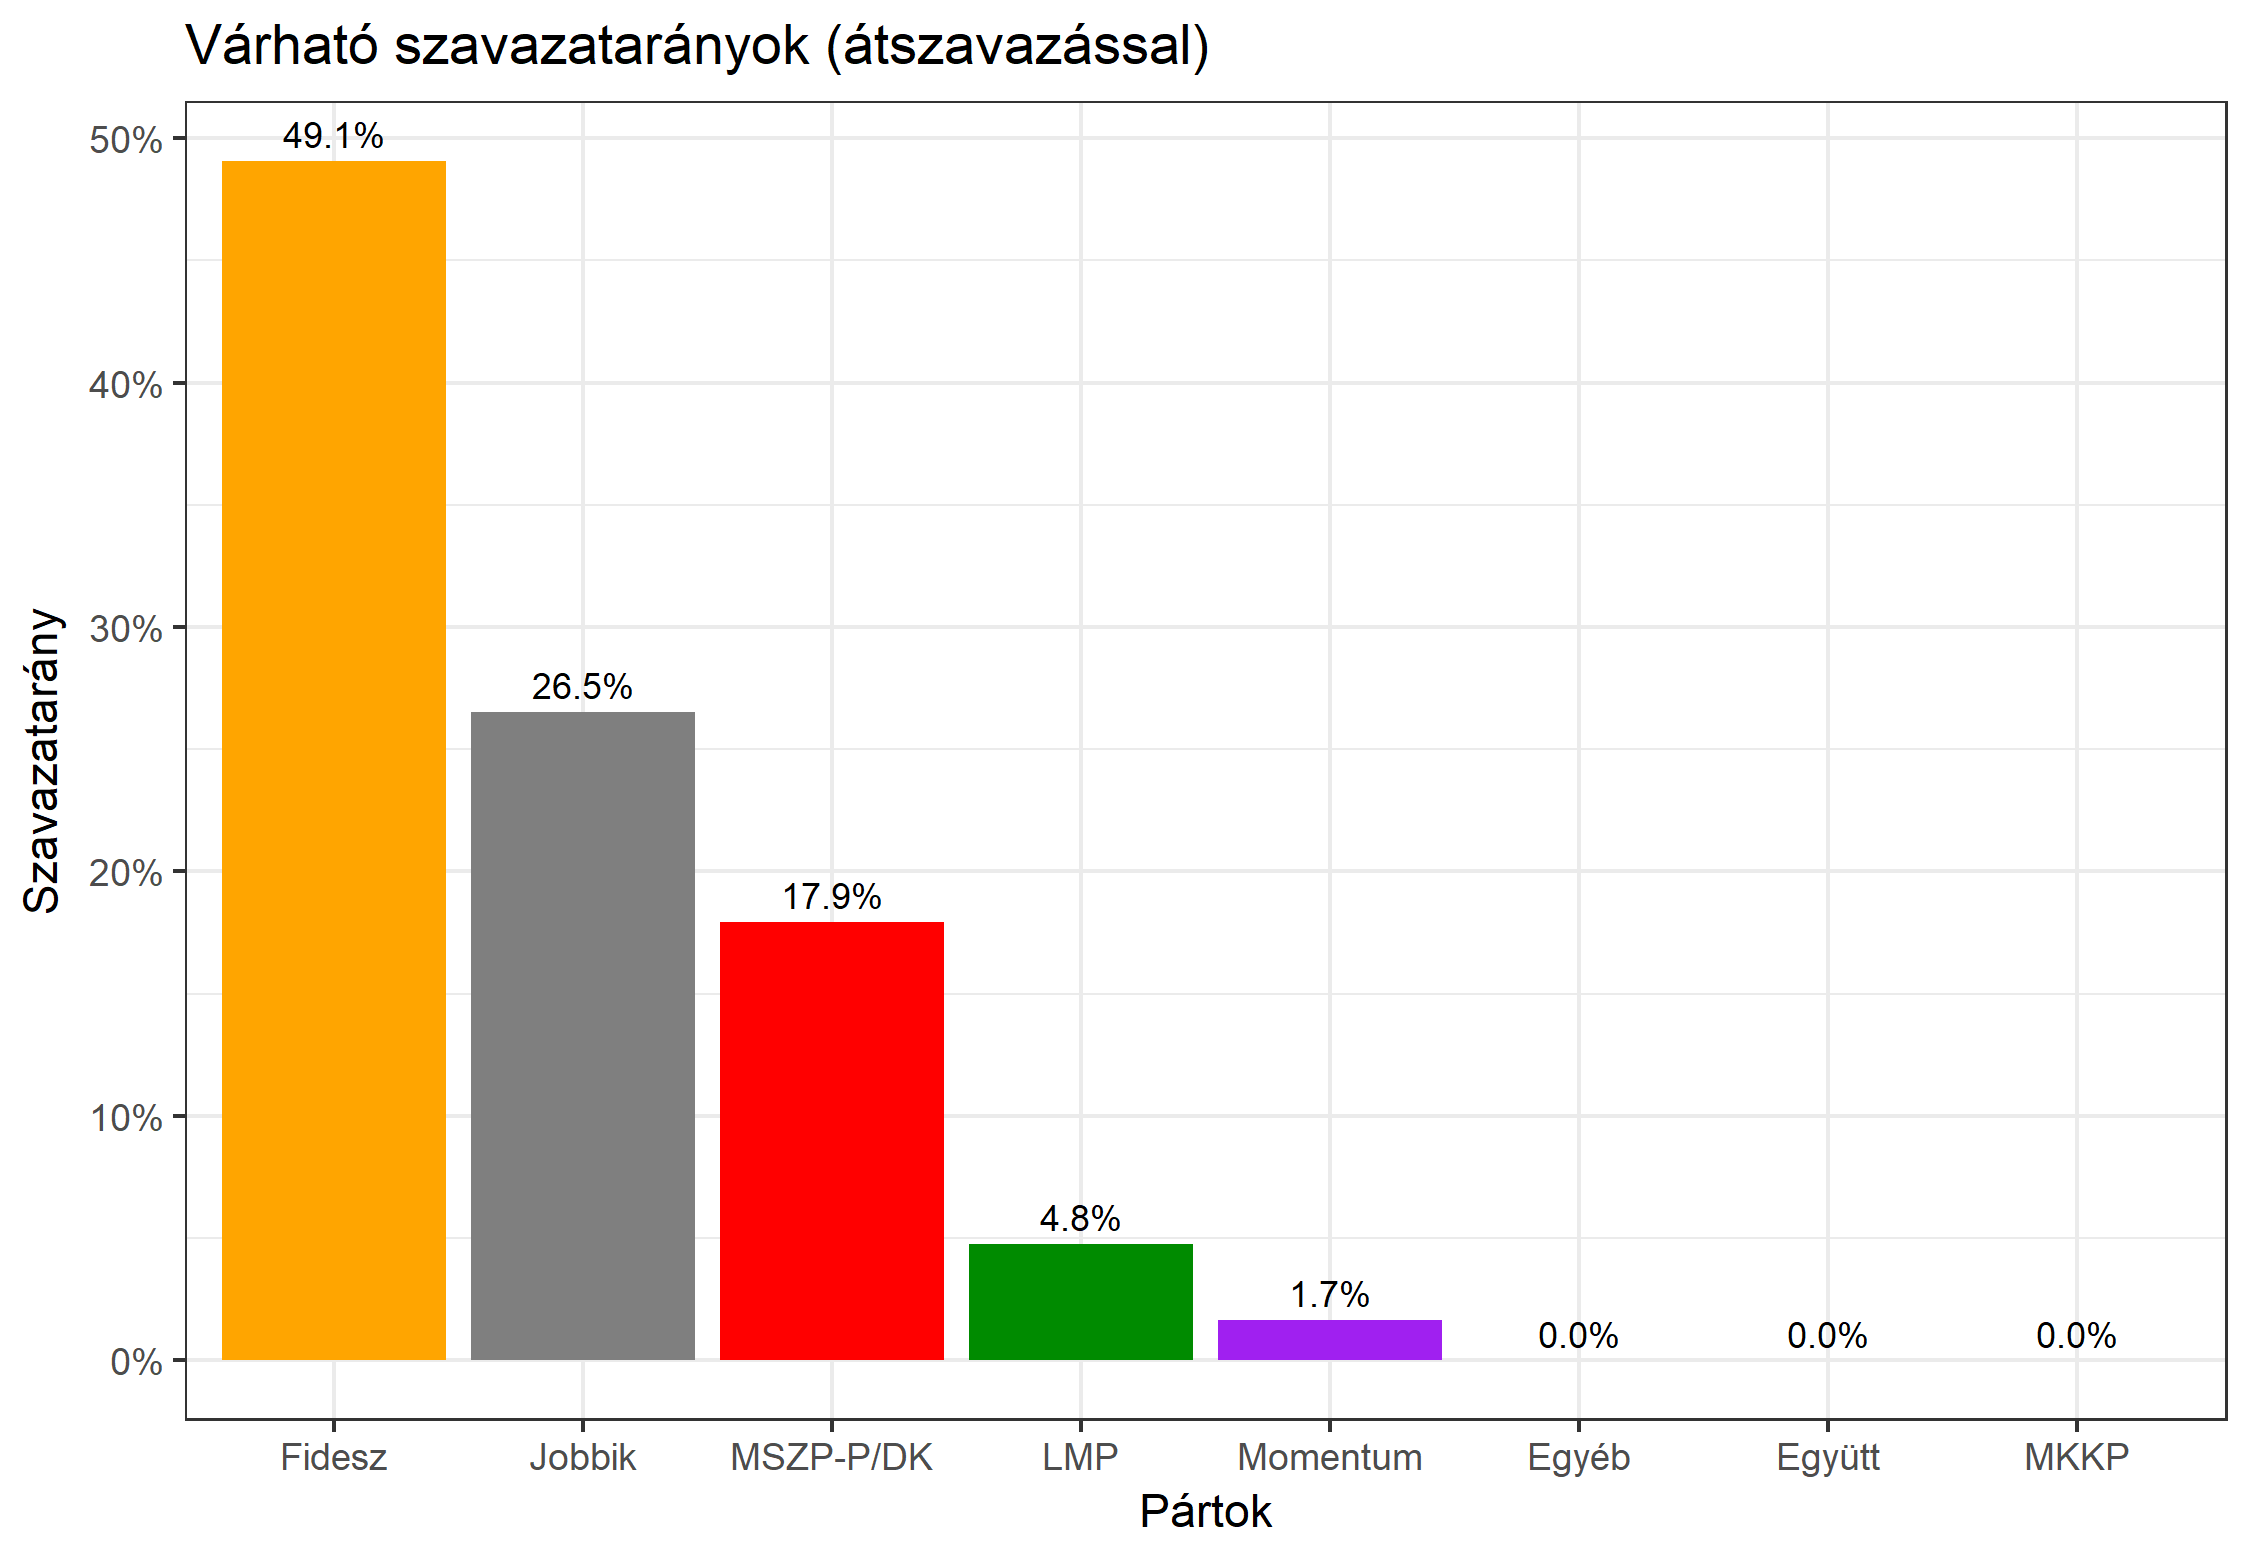 Várható szavazatarányok (átszavazással)
Szavazatarány
50%
40%
30%
20%
10%
0%
49.1%
26.5%
17.9%
4.8%
1.7%
0.0%
0.0%
0.0%
Fidesz
Jobbik
MSZP-P/DK
LMP
Momentum
Egyéb
Együtt
MKKP
Pártok